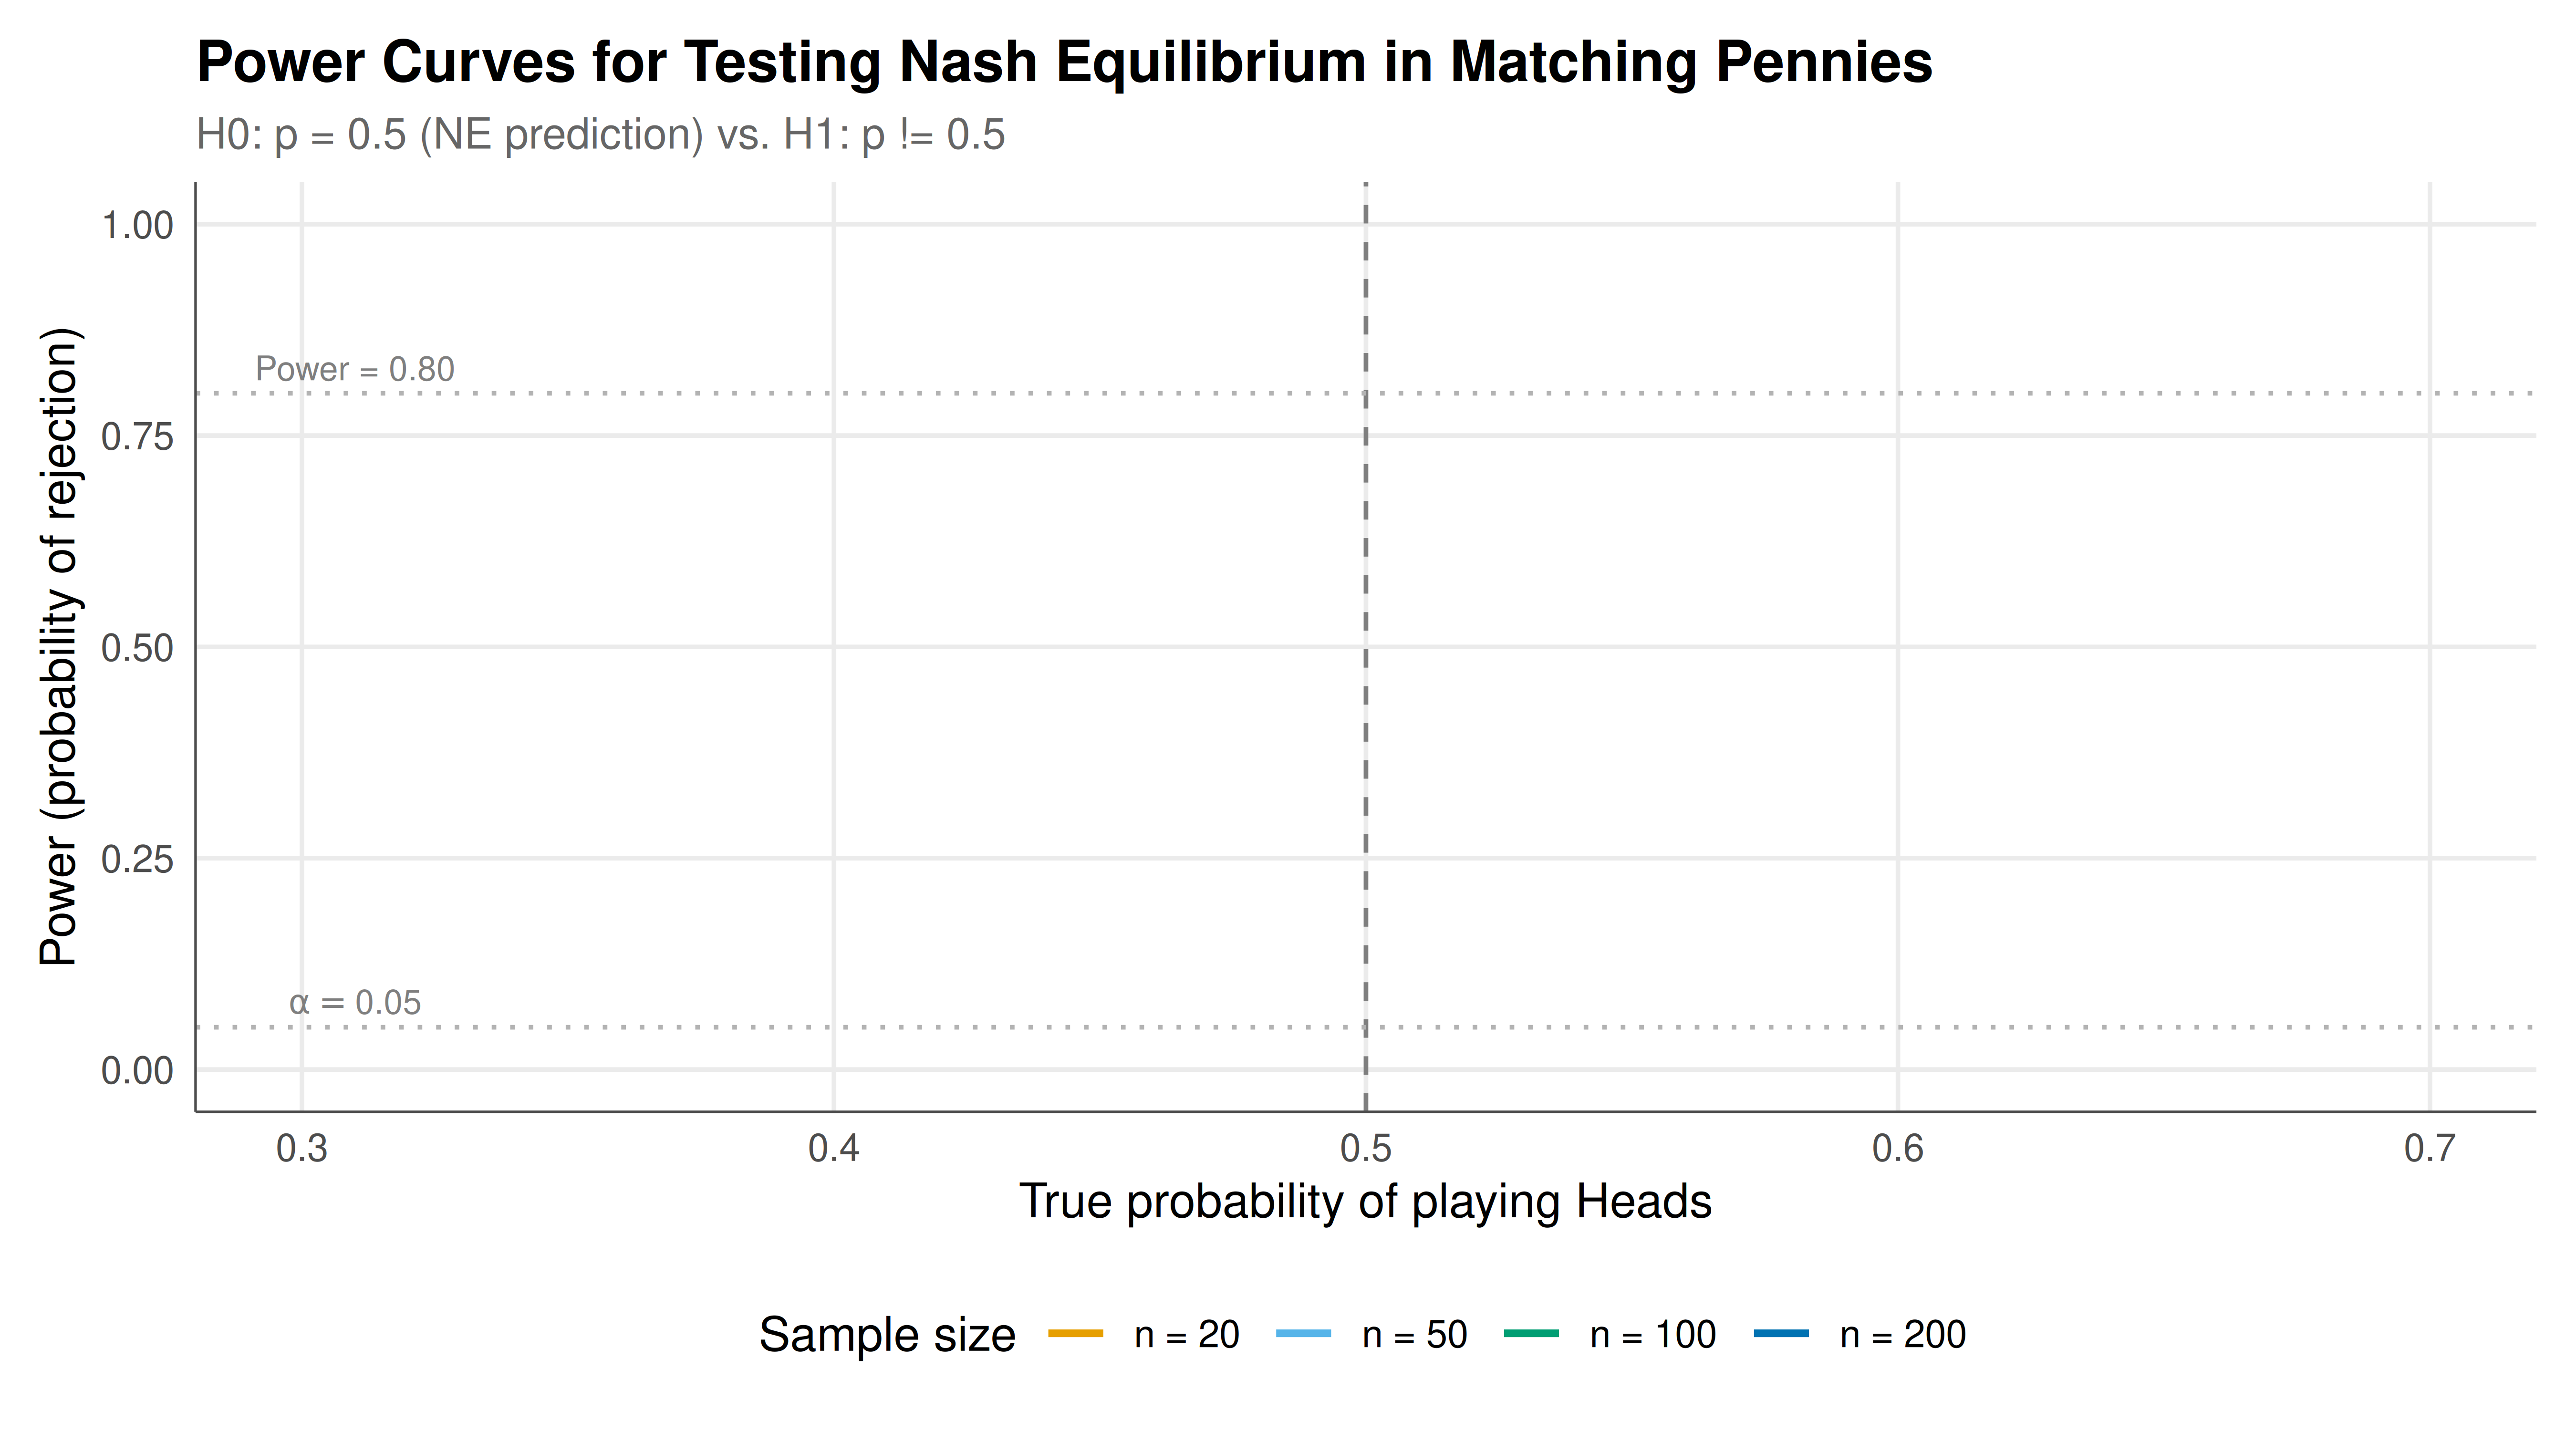 Power Curves for Testing Nash Equilibrium in Matching Pennies
H0: p = 0.5 (NE prediction) vs. H1: p != 0.5
Power (probability of rejection)
1.00
0.75
0.50
0.25
0.00
Power = 0.80
α = 0.05
0.3 0.4 0.5 0.6 0.7
True probability of playing Heads
Sample size n = 20 n = 50 n = 100 n = 200